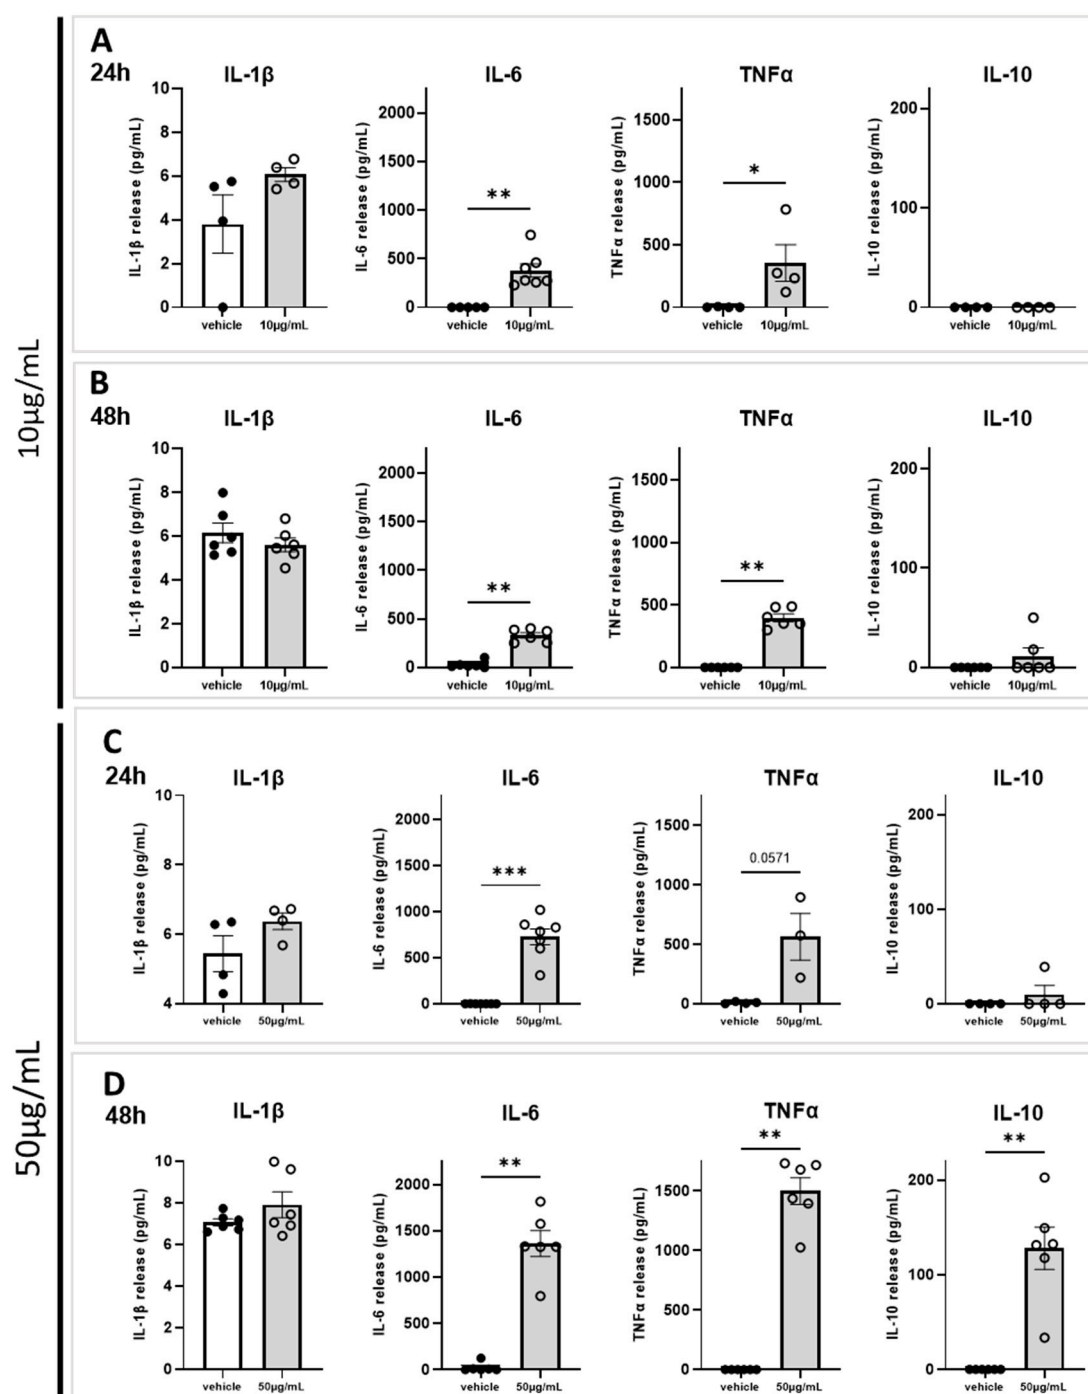 10µg/mL
A
24h
IL-1β
IL-6
TNFα
IL-10
IL-1β release (pg/mL)
10
8
6
4
2
0
vehicle
10µg/mL
IL-6 release (pg/mL)
2000
1500
1000
500
0
**
vehicle
10µg/mL
TNFα release (pg/mL)
1500
1000
500
0
*
vehicle
10µg/mL
IL-10 release (pg/mL)
200
100
0
vehicle
10µg/mL
B
48h
IL-1β
IL-6
TNFα
IL-10
IL-1β release (pg/mL)
10
8
6
4
2
0
vehicle
10µg/mL
IL-6 release (pg/mL)
2000
1500
1000
500
0
**
vehicle
10µg/mL
TNFα release (pg/mL)
1500
1000
500
0
**
vehicle
10µg/mL
IL-10 release (pg/mL)
200
100
0
vehicle
10µg/mL
50µg/mL
C
24h
IL-1β
IL-6
TNFα
IL-10
IL-1β release (pg/mL)
10
8
6
4
vehicle
50µg/mL
IL-6 release (pg/mL)
2000
1500
1000
500
0
***
vehicle
50µg/mL
TNFα release (pg/mL)
1500
1000
500
0
0.0571
vehicle
50µg/mL
IL-10 release (pg/mL)
200
100
0
vehicle
50µg/mL
D
48h
IL-1β
IL-6
TNFα
IL-10
IL-1β release (pg/mL)
10
8
6
4
2
0
vehicle
50µg/mL
IL-6 release (pg/mL)
2000
1500
1000
500
0
**
vehicle
50µg/mL
TNFα release (pg/mL)
1500
1000
500
0
**
vehicle
50µg/mL
IL-10 release (pg/mL)
200
100
0
**
vehicle
50µg/mL